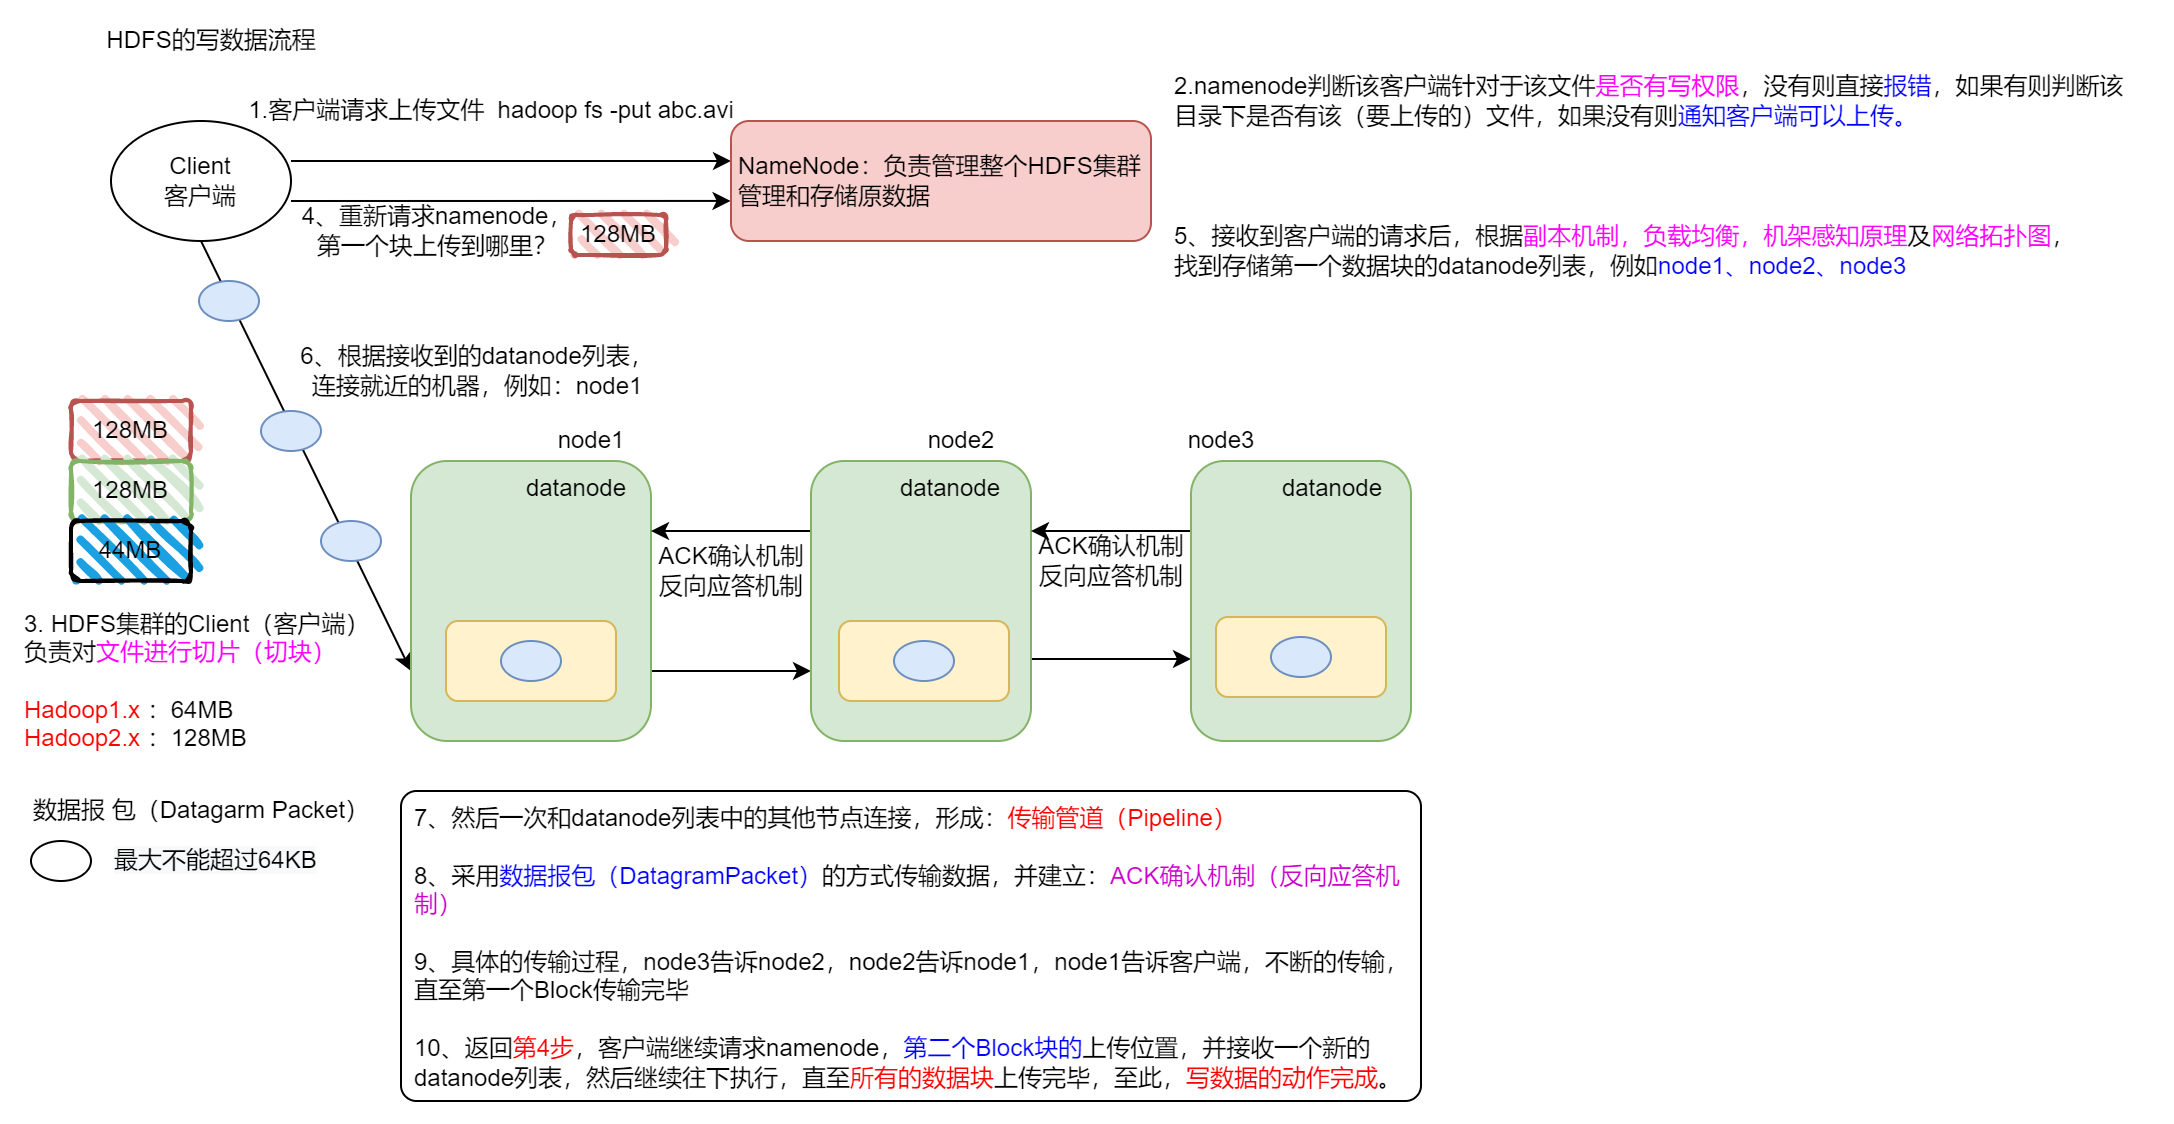 HDFS的写数据流程
1.客户端请求上传文件  hadoop fs -put abc.avi
2.namenode判断该客户端针对于该文件是否有写权限，没有则直接报错，如果有则判断该
目录下是否有该（要上传的）文件，如果没有则通知客户端可以上传。
Client
客户端
NameNode：负责管理整个HDFS集群
管理和存储原数据
4、重新请求namenode，
第一个块上传到哪里？
128MB
5、接收到客户端的请求后，根据副本机制，负载均衡，机架感知原理及网络拓扑图，
找到存储第一个数据块的datanode列表，例如node1、node2、node3
6、根据接收到的datanode列表，
连接就近的机器，例如：node1
128MB
128MB
44MB
node1
node2
node3
datanode
datanode
datanode
ACK确认机制
反向应答机制
ACK确认机制
反向应答机制
3. HDFS集群的Client（客户端）
负责对文件进行切片（切块）
Hadoop1.x ：64MB
Hadoop2.x ：128MB
数据报 包（Datagarm Packet）
最大不能超过64KB
7、然后一次和datanode列表中的其他节点连接，形成：传输管道（Pipeline）
8、采用数据报包（DatagramPacket）的方式传输数据，并建立：ACK确认机制（反向应答机
制）
9、具体的传输过程，node3告诉node2，node2告诉node1，node1告诉客户端，不断的传输，
直至第一个Block传输完毕
10、返回第4步，客户端继续请求namenode，第二个Block块的上传位置，并接收一个新的
datanode列表，然后继续往下执行，直至所有的数据块上传完毕，至此，写数据的动作完成。